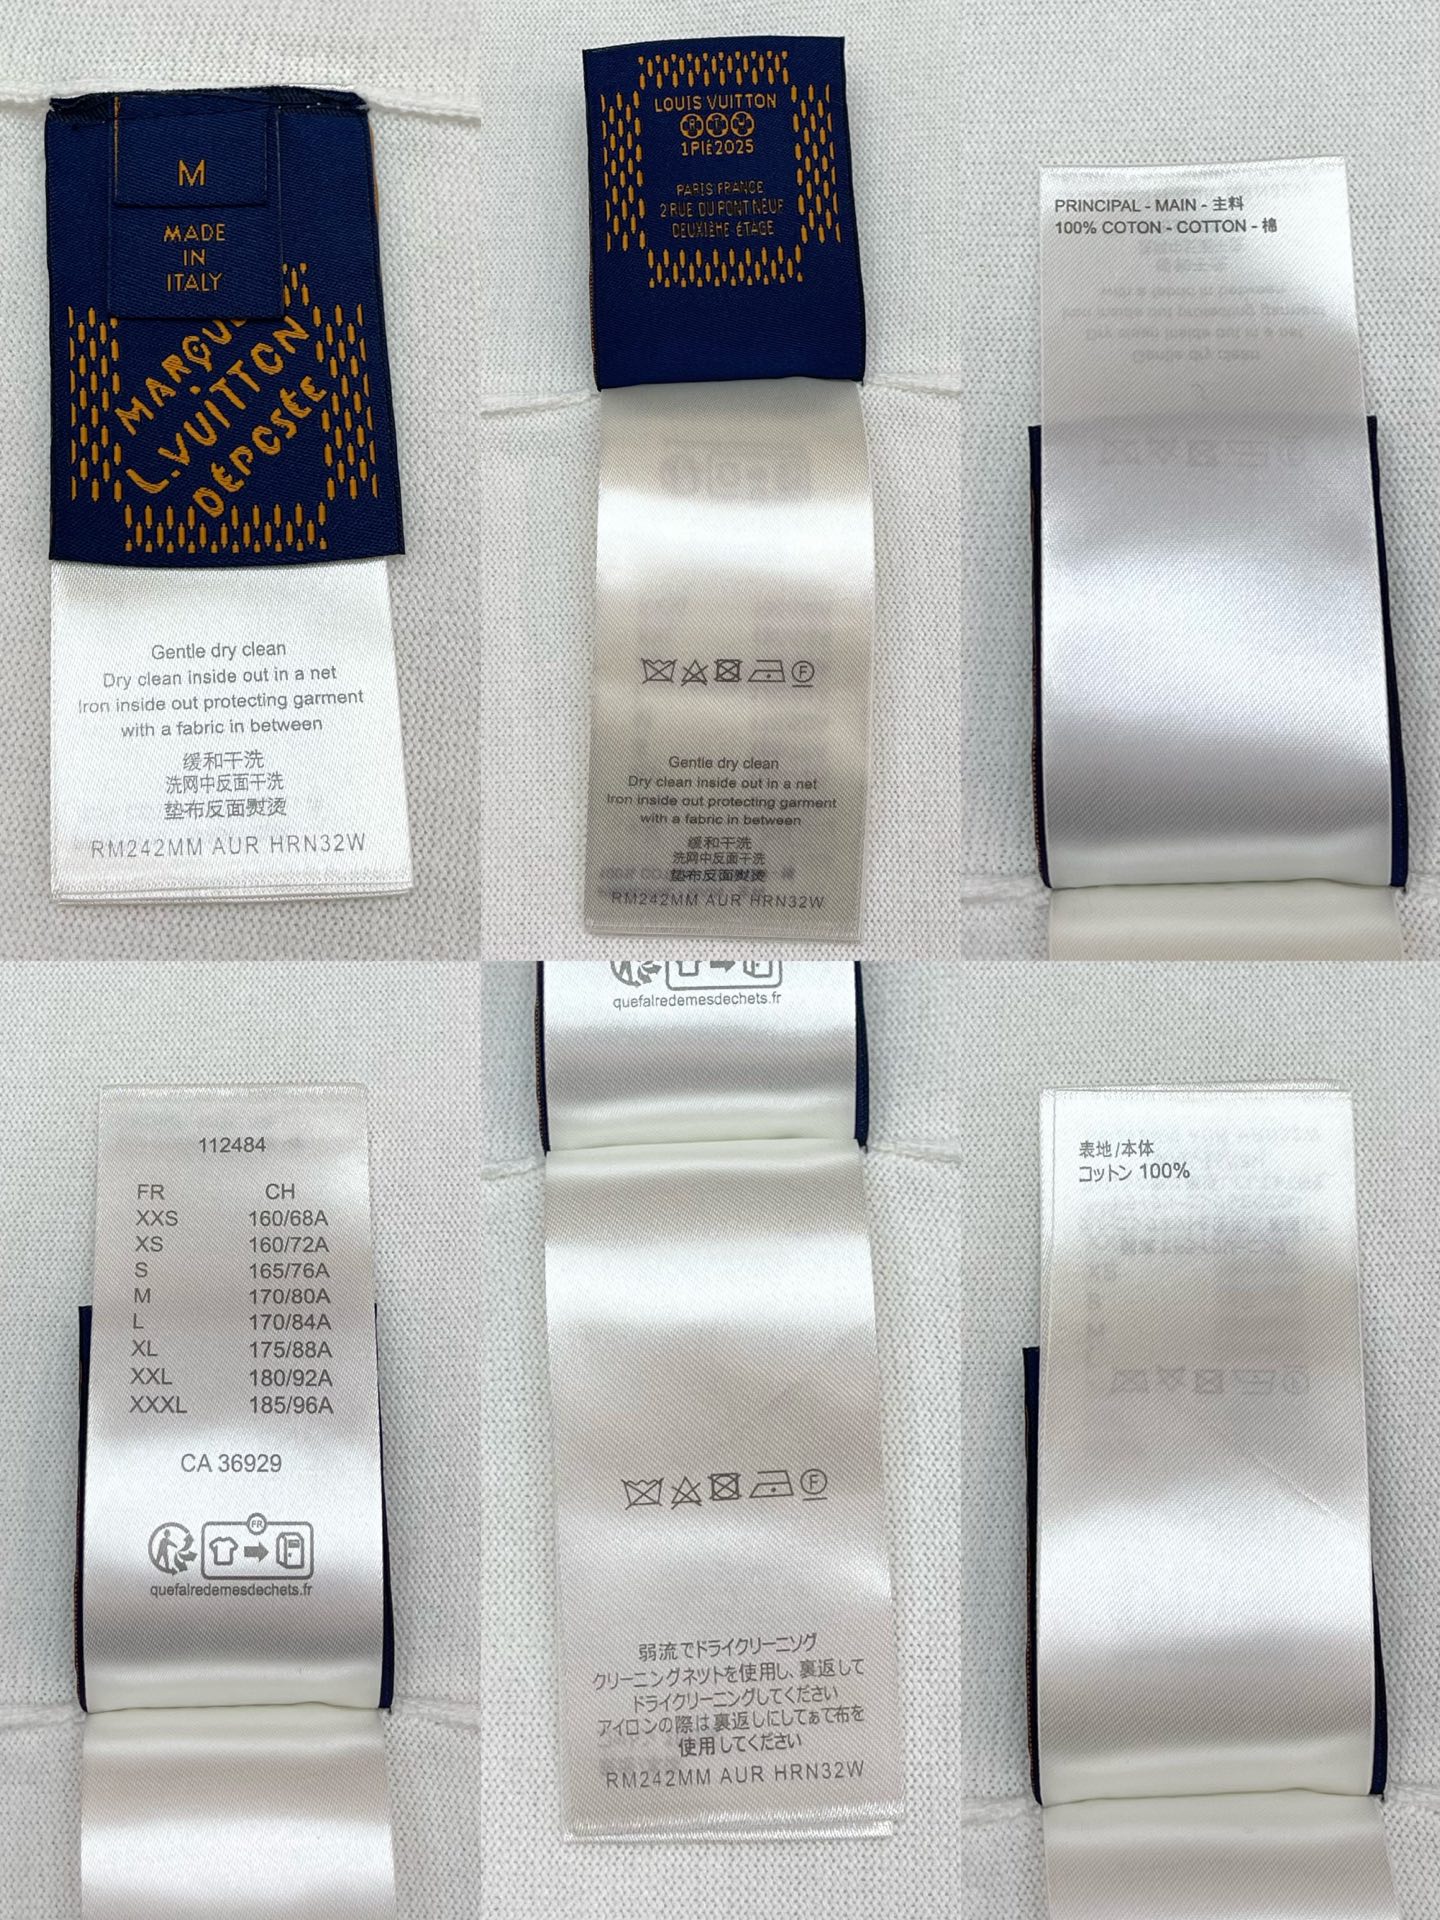 M
MADE
IN
ITALY
MARQUE
L.VUITTON
DÉPOSÉE
Gentle dry clean
Dry clean inside out in a net
Iron inside out protecting garment
with a fabric in between
缓和干洗
洗网中反面干洗
垫布反面熨烫
RM242MM AUR HRN32W
LOUIS VUITTON
RTW
1PIÉ2025
PARIS FRANCE
2 RUE DU PONT NEUF
DEUXIÈME ÉTAGE
F
Gentle dry clean
Dry clean inside out in a net
Iron inside out protecting garment
with a fabric in between
缓和干洗
洗网中反面干洗
垫布反面熨烫
RM242MM AUR HRN32W
PRINCIPAL - MAIN - 主料
100% COTON - COTTON - 棉
112484
FR CH
XXS 160/68A
XS 160/72A
S 165/76A
M 170/80A
L 170/84A
XL 175/88A
XXL 180/92A
XXXL 185/96A
CA 36929
FR
quefairedemesdechets.fr
quefairedemesdechets.fr
F
弱流でドライクリーニソグ
クリーニングネットを使用し、裏返して
ドライクリーニングしてください
アイロンの際は裏返しにしてぁて布を
使用してください
RM242MM AUR HRN32W
表地/本体
コットン 100%